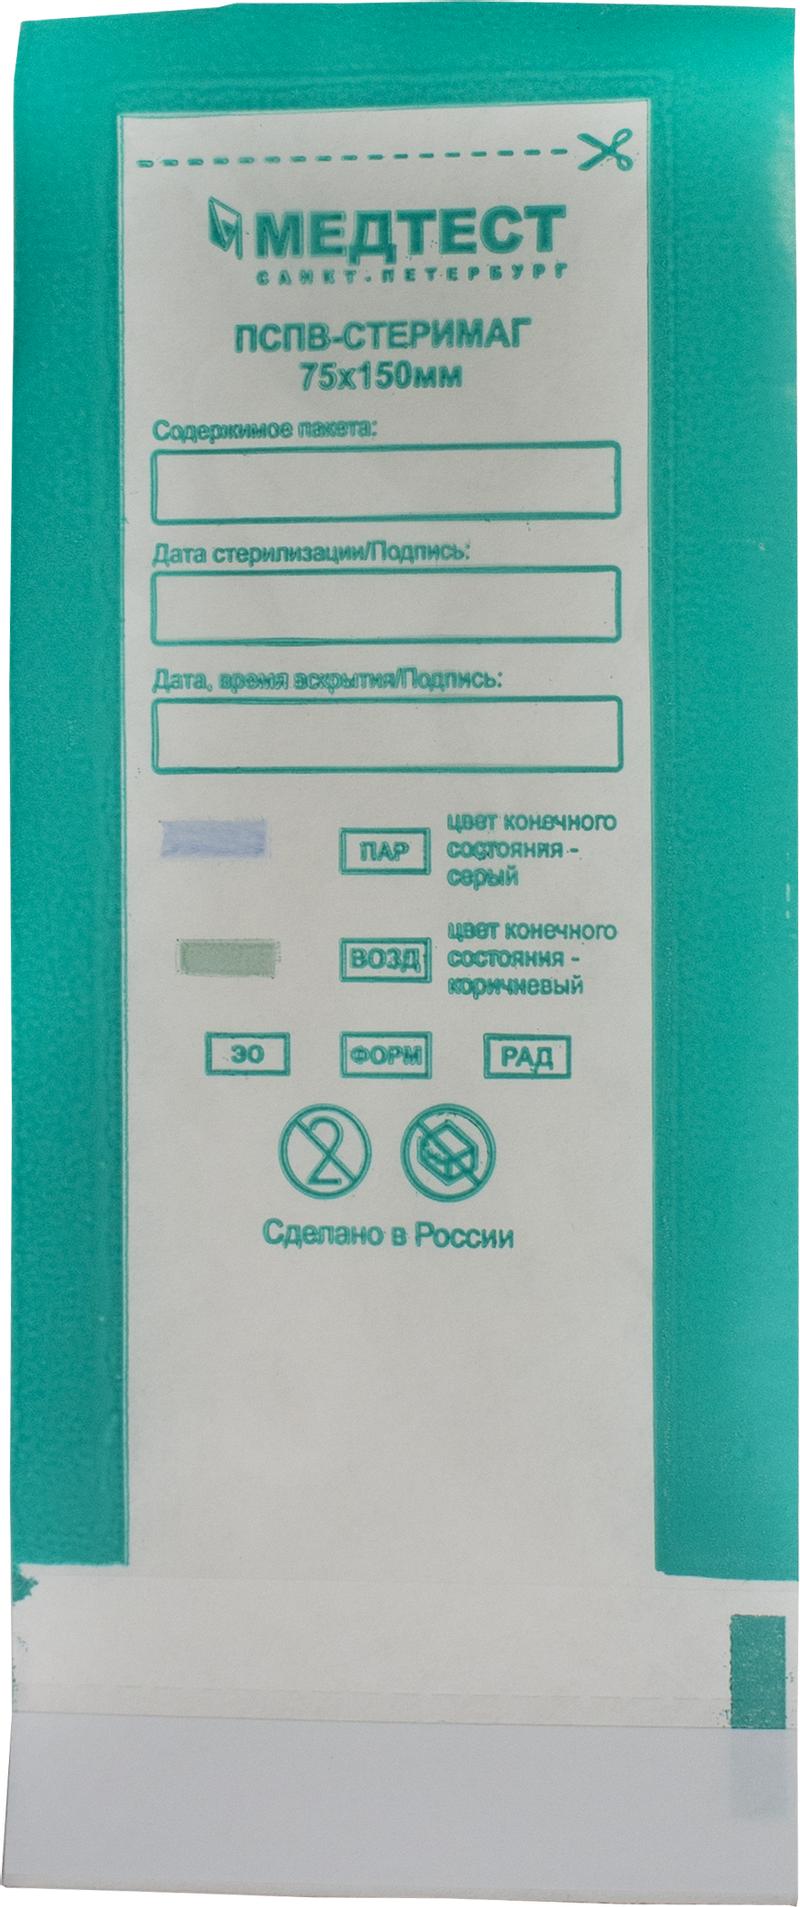 МЕДТЕСТ
САНКТ-ПЕТЕРБУРГ
ПСПВ-СТЕРИМАГ
75х150мм
Содержимое пакета:
Дата стерилизации/Подпись:
Дата, время вскрытия/Подпись:
ПАР
цвет конечного
состояния -
серый
ВОЗД
цвет конечного
состояния -
коричневый
ЭО ФОРМ РАД
2
Сделано в России